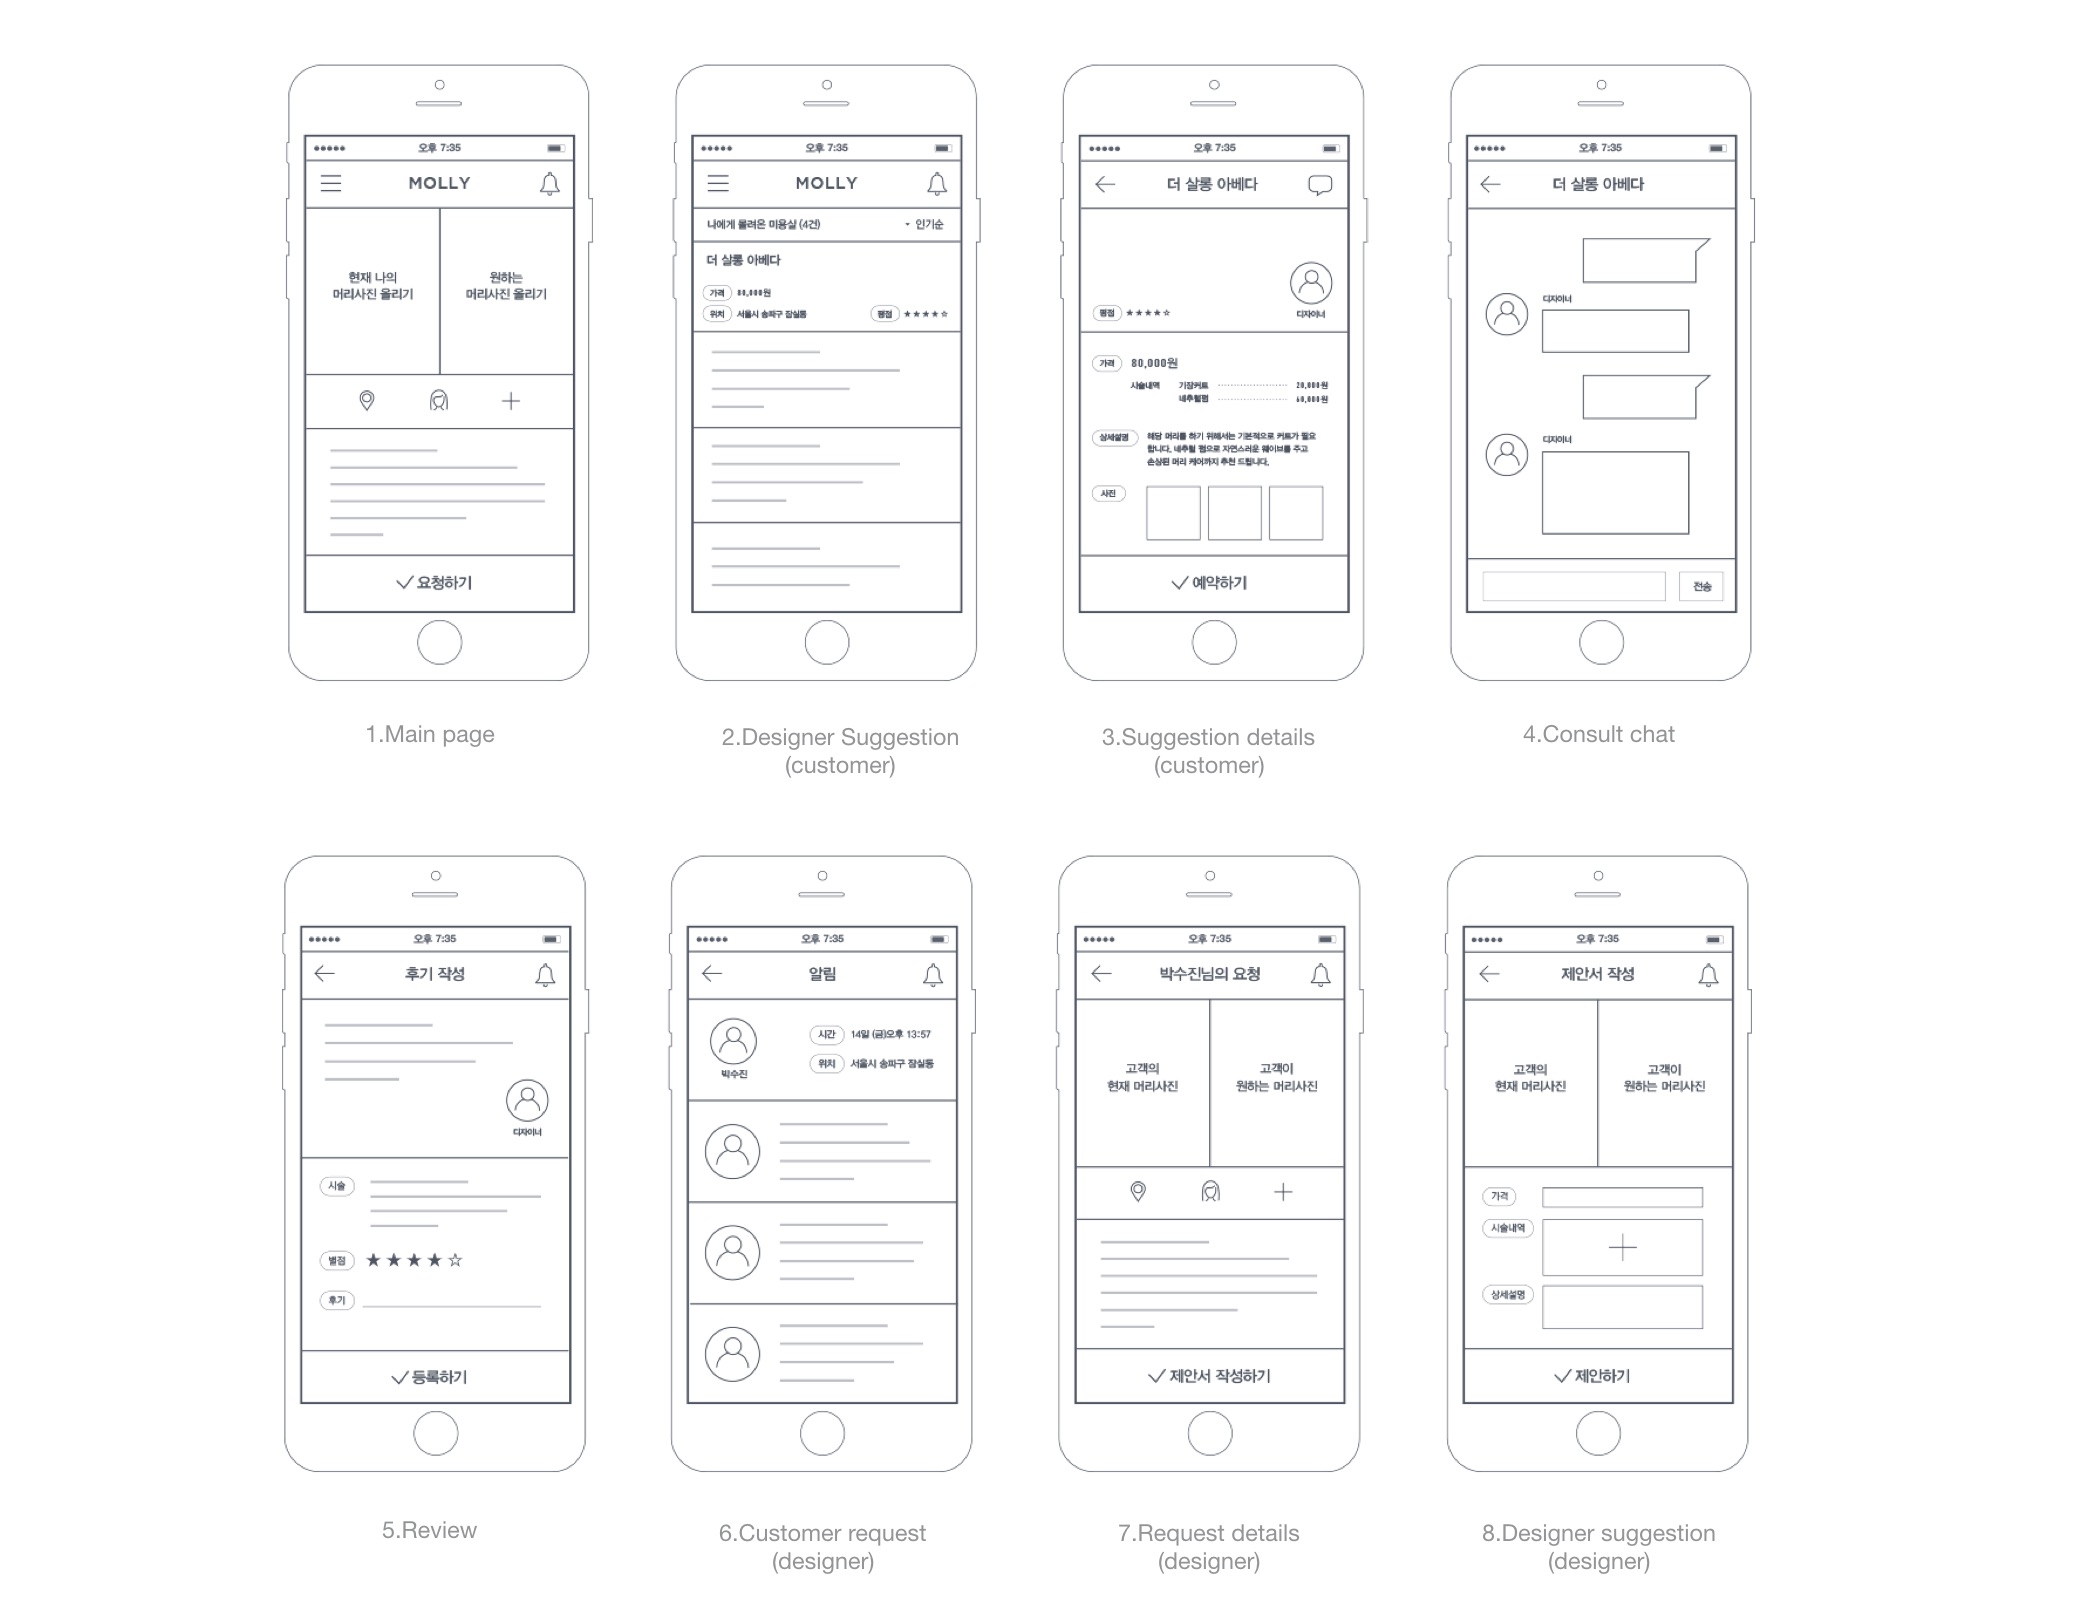 오후 7:35
MOLLY
현재 나의
머리사진 올리기
원하는
머리사진 올리기
요청하기
1.Main page
오후 7:35
MOLLY
나에게 몰려온 미용실 (4건)
인기순
더 살롱 아베다
가격 80,000원
위치 서울시 송파구 잠실동
평점 ★★★★☆
2.Designer Suggestion
(customer)
오후 7:35
더 살롱 아베다
평점 ★★★★☆
디자이너
가격 80,000원
시술내역 기장커트 20,000원
네추럴펌 60,000원
상세설명 해당 머리를 하기 위해서는 기본적으로 커트가 필요
합니다. 네추럴 펌으로 자연스러운 웨이브를 주고
손상된 머리 케어까지 추천 드립니다.
사진
예약하기
3.Suggestion details
(customer)
오후 7:35
더 살롱 아베다
디자이너
디자이너
전송
4.Consult chat
오후 7:35
후기 작성
디자이너
시술
별점 ★★★★☆
후기
등록하기
5.Review
오후 7:35
알림
박수진
시간 14일 (금)오후 13:57
위치 서울시 송파구 잠실동
6.Customer request
(designer)
오후 7:35
박수진님의 요청
고객의
현재 머리사진
고객이
원하는 머리사진
제안서 작성하기
7.Request details
(designer)
오후 7:35
제안서 작성
고객의
현재 머리사진
고객이
원하는 머리사진
가격
시술내역
상세설명
제안하기
8.Designer suggestion
(designer)